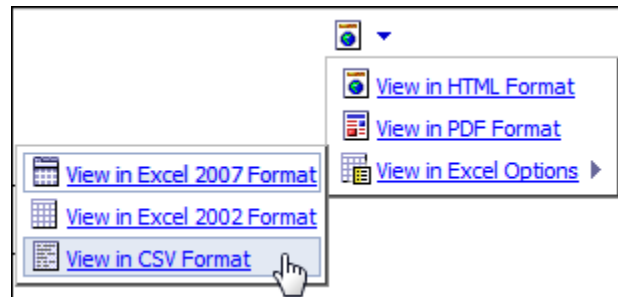 View in HTML Format
View in PDF Format
View in Excel Options
View in Excel 2007 Format
View in Excel 2002 Format
View in CSV Format